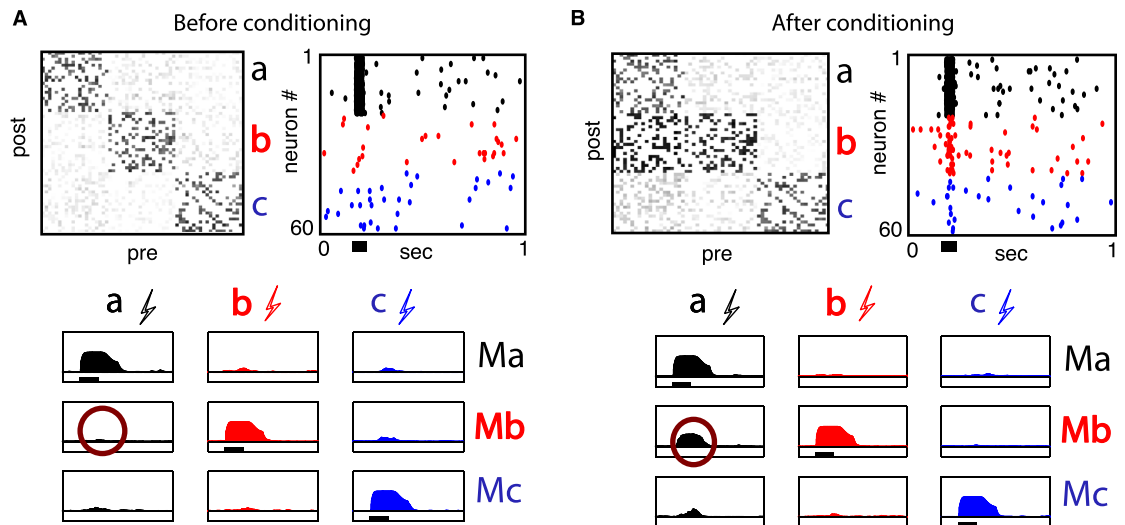 A
Before conditioning
post
a
b
c
pre
neuron #
1
60
0
sec
1
a
b
c
Ma
Mb
Mc
B
After conditioning
post
a
b
c
pre
neuron #
1
60
0
sec
1
a
b
c
Ma
Mb
Mc